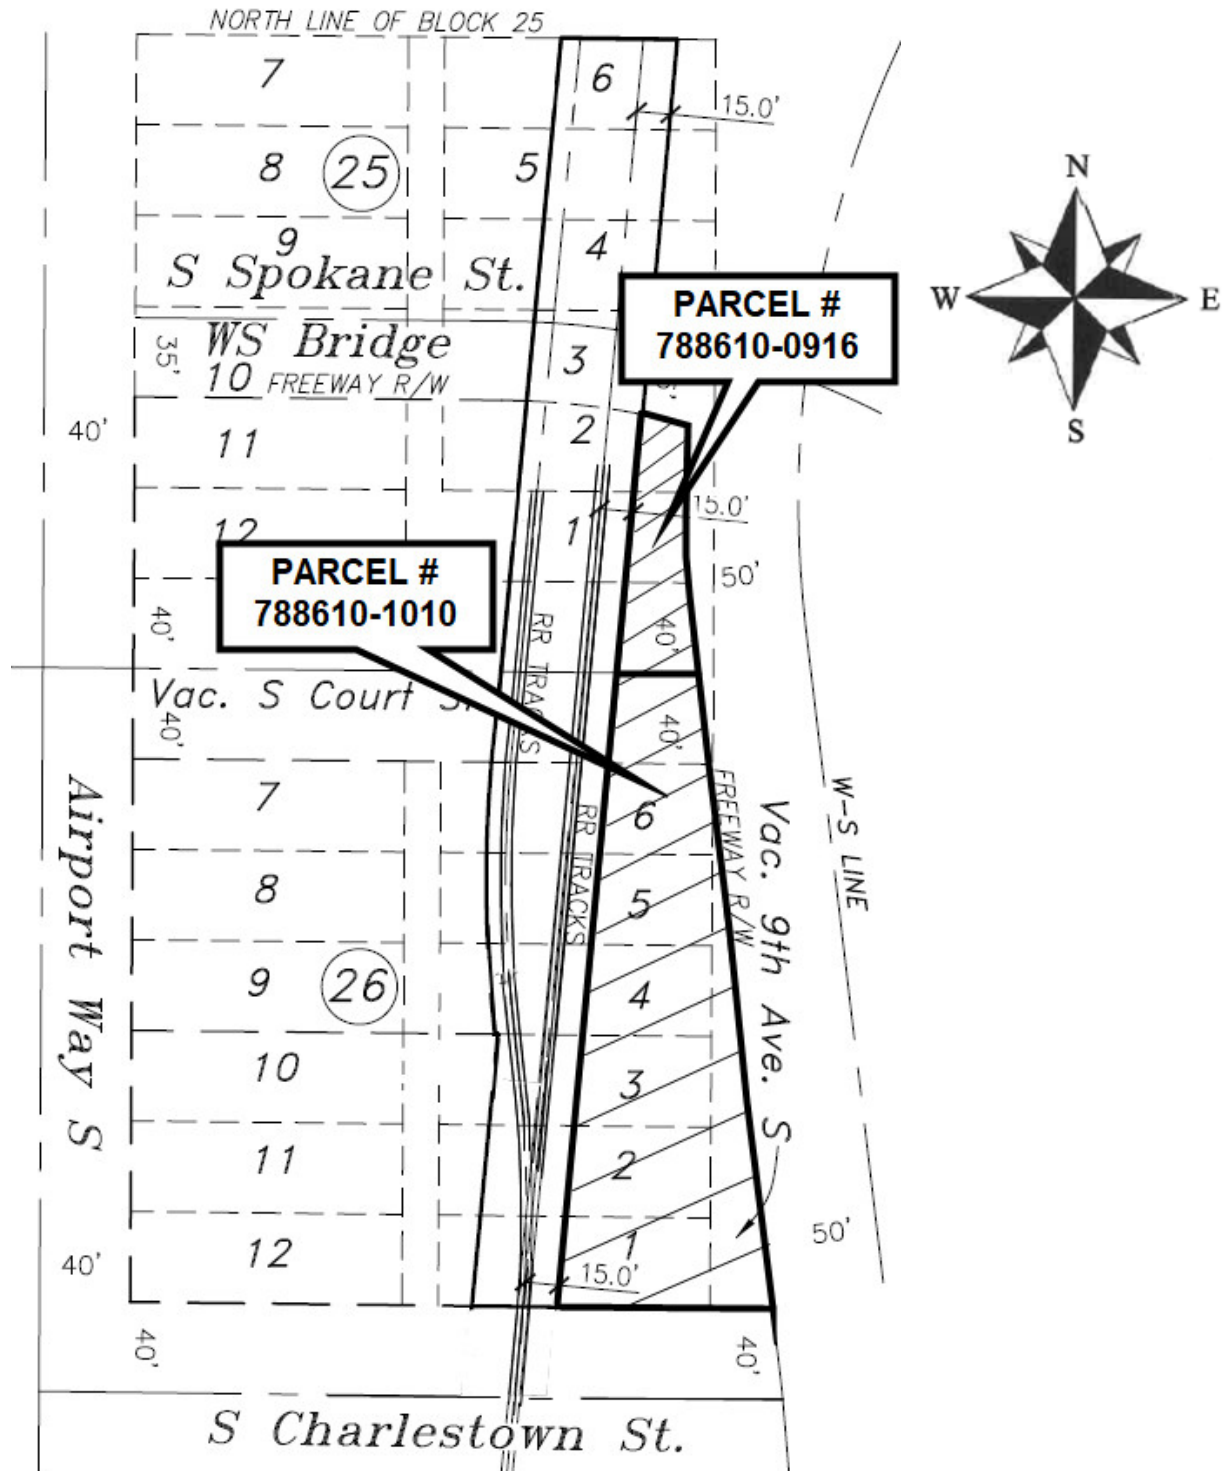 NORTH LINE OF BLOCK 25
7
6
15.0'
8
25
5
N
9
4
S Spokane St.
W
E
PARCEL #
788610-0916
WS Bridge
35'
3
10 FREEWAY R/W
S
40'
11
2
12
1
15.0'
PARCEL #
788610-1010
50'
40'
RR TRACKS
40'
Vac. S Court
40'
40'
Airport Way S
7
6
RR TRACKS
FREEWAY R/W
Vac. 9th Ave. S
W-S LINE
8
5
9
26
4
10
3
11
2
12
1
40'
15.0'
50'
40'
40'
S Charlestown St.